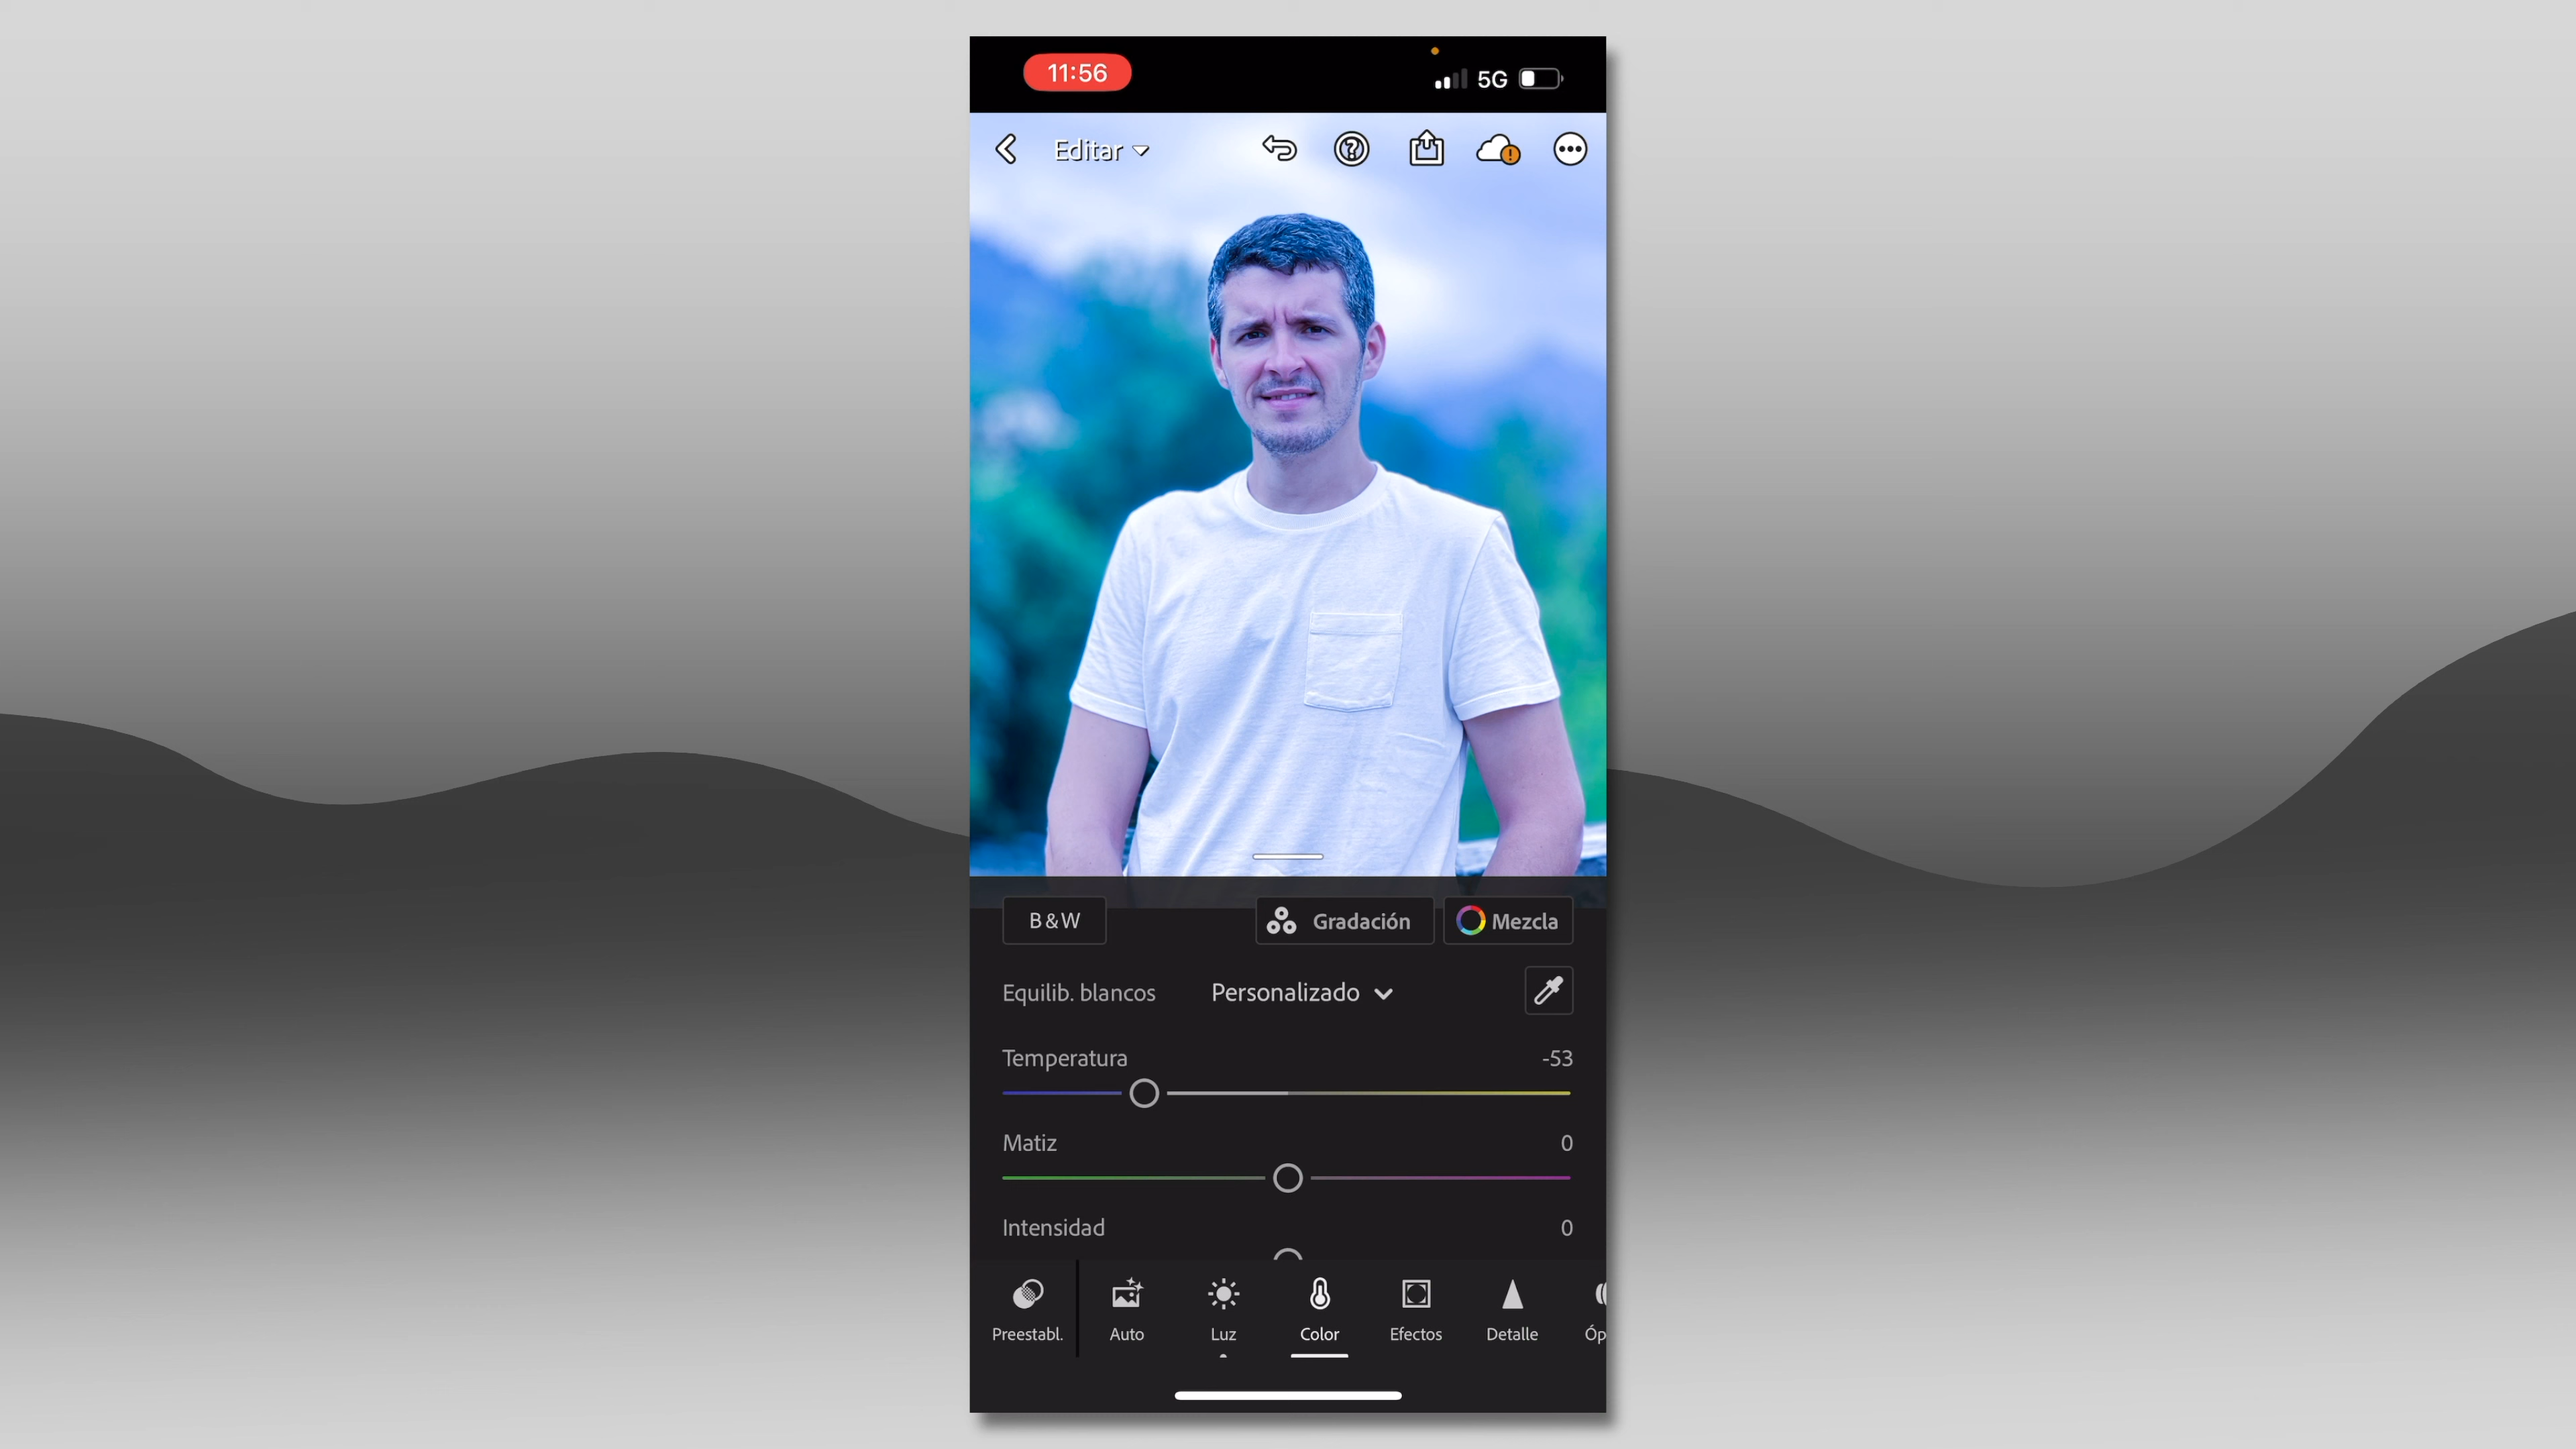 11:56
5G
Editar
B&W
Gradación
Mezcla
Equilib. blancos
Personalizado
Temperatura
-53
Matiz
0
Intensidad
0
Preestabl.
Auto
Luz
Color
Efectos
Detalle
Óp